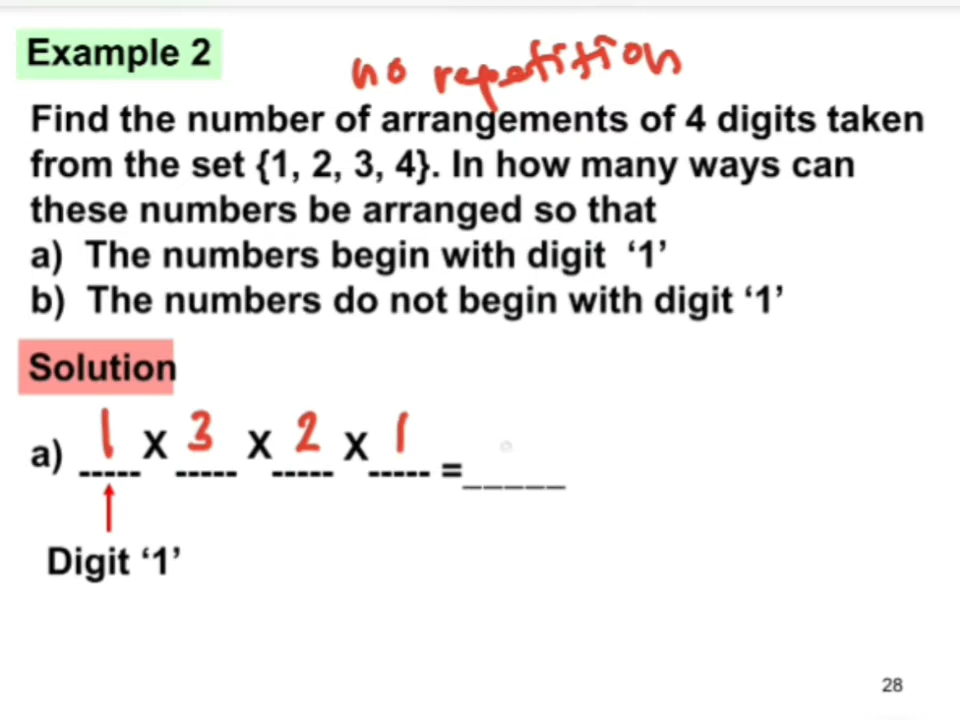 Example 2
no repetition
Find the number of arrangements of 4 digits taken
from the set {1, 2, 3, 4}. In how many ways can
these numbers be arranged so that
a) The numbers begin with digit ‘1’
b) The numbers do not begin with digit ‘1’
Solution
a) 1 X 3 X 2 X 1 =_____
Digit ‘1’
28